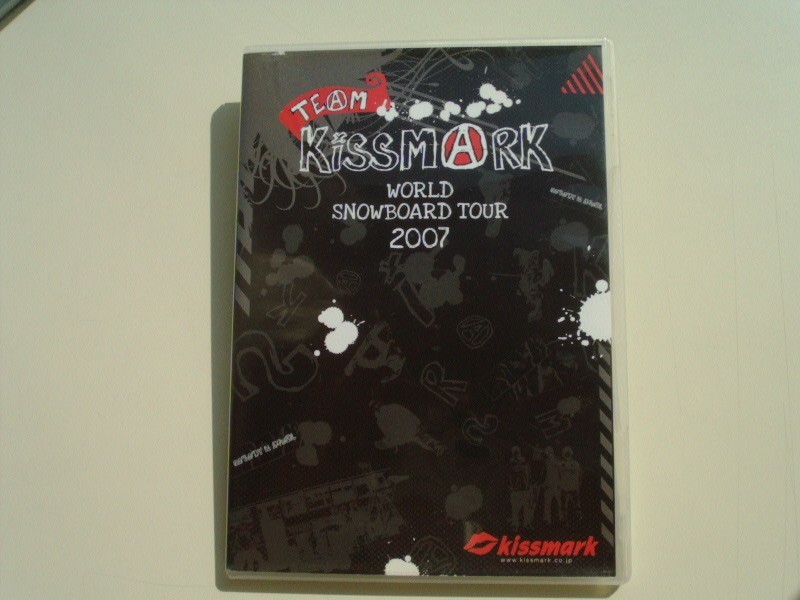 TEAM
KissMARK
WORLD
SNOWBOARD TOUR
2007
kissmark
www.kissmark.co.jp